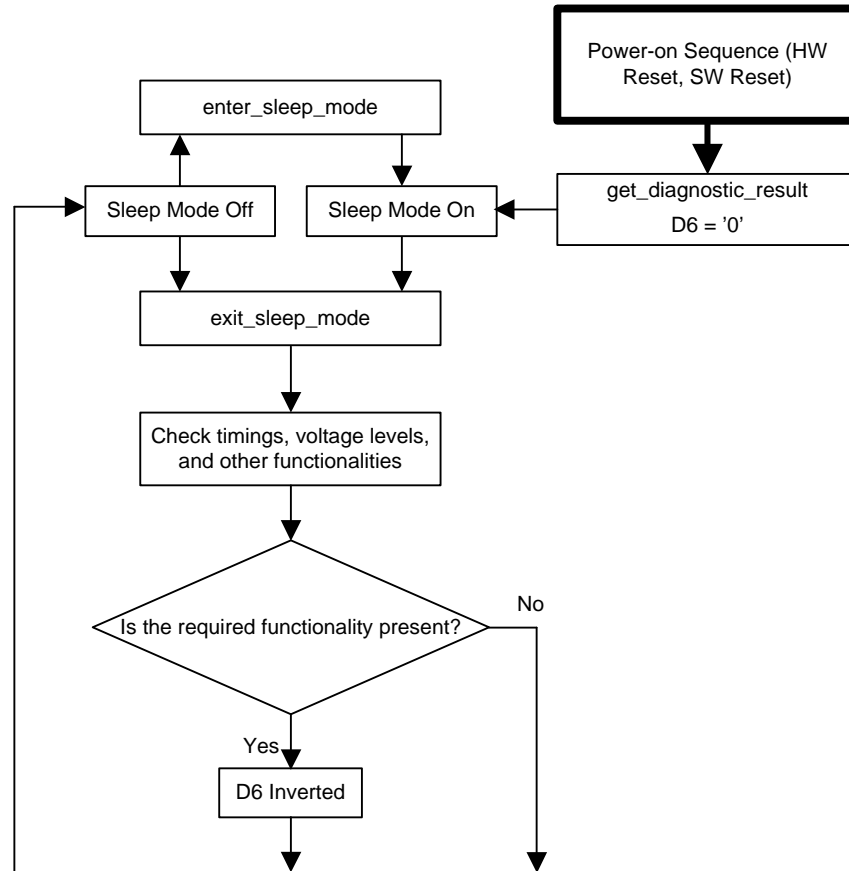 Power-on Sequence (HW
Reset, SW Reset)
enter_sleep_mode
get_diagnostic_result
D6 = '0'
Sleep Mode Off
Sleep Mode On
exit_sleep_mode
Check timings, voltage levels,
and other functionalities
Is the required functionality present?
No
Yes
D6 Inverted